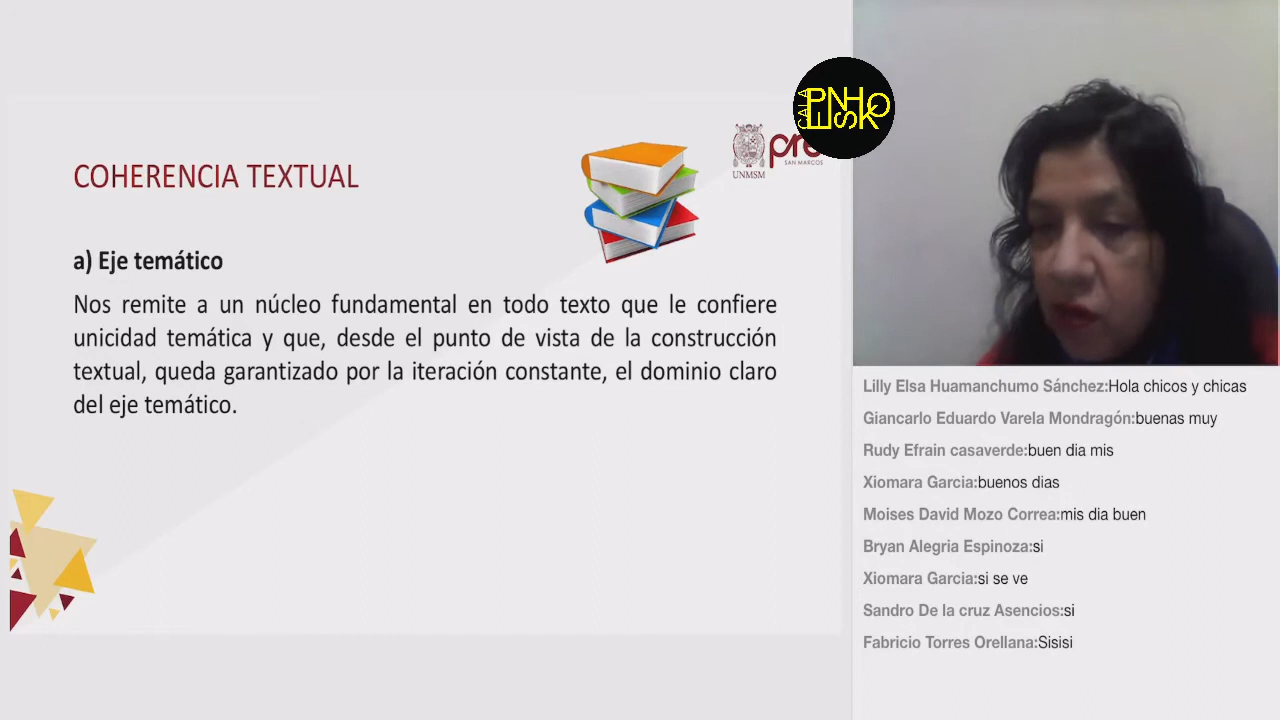 COHERENCIA TEXTUAL
a) Eje temático
Nos remite a un núcleo fundamental en todo texto que le confiere
unicidad temática y que, desde el punto de vista de la construcción
textual, queda garantizado por la iteración constante, el dominio claro
del eje temático.
UNMSM
SAN MARCOS
Lilly Elsa Huamanchumo Sánchez:Hola chicos y chicas
Giancarlo Eduardo Varela Mondragón:buenas muy
Rudy Efrain casaverde:buen dia mis
Xiomara Garcia:buenos dias
Moises David Mozo Correa:mis dia buen
Bryan Alegria Espinoza:si
Xiomara Garcia:si se ve
Sandro De la cruz Asencios:si
Fabricio Torres Orellana:Sisisi